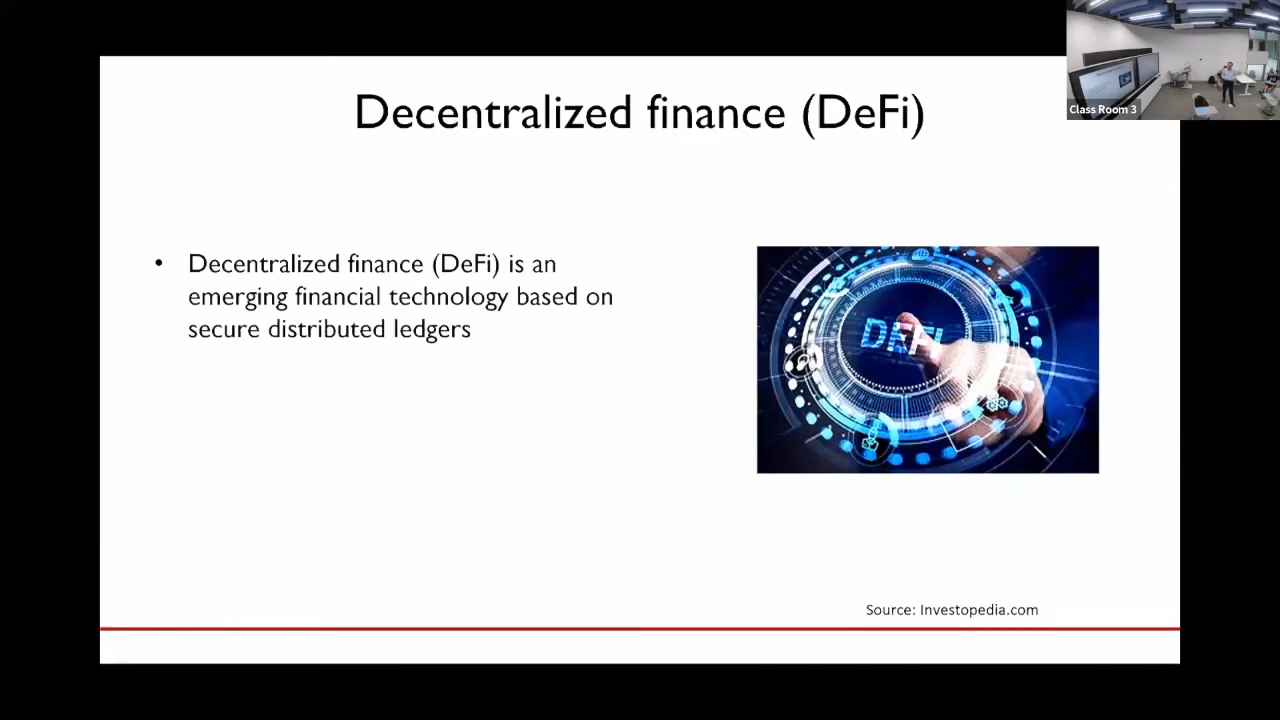 Decentralized finance (DeFi)
• Decentralized finance (DeFi) is an
emerging financial technology based on
secure distributed ledgers
DEFI
Source: Investopedia.com
Class Room 3